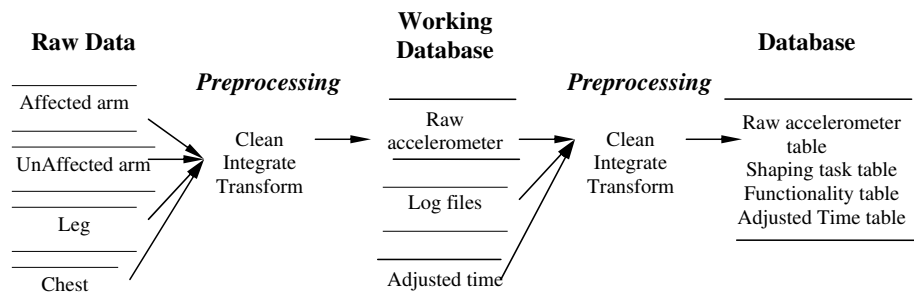 Raw Data
Affected arm
UnAffected arm
Leg
Chest
Preprocessing
Clean
Integrate
Transform
Working
Database
Raw
accelerometer
Log files
Adjusted time
Preprocessing
Clean
Integrate
Transform
Database
Raw accelerometer
table
Shaping task table
Functionality table
Adjusted Time table